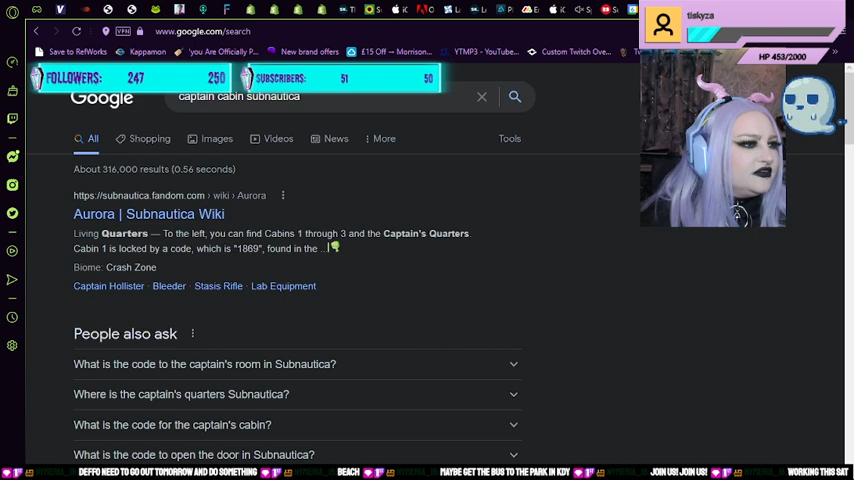 tiskyza
HP 453/2000
VPN www.google.com/search
Save to RefWorks Kappamon 'you Are Officially P... New brand offers £15 Off – Morrison... YTMP3 - YouTube... Custom Twitch Over...
FOLLOWERS: 247 250
SUBSCRIBERS: 51 50
Google captain cabin subnautica
All Shopping Images Videos News More Tools
About 316,000 results (0.56 seconds)
https://subnautica.fandom.com › wiki › Aurora
Aurora | Subnautica Wiki
Living Quarters — To the left, you can find Cabins 1 through 3 and the Captain's Quarters.
Cabin 1 is locked by a code, which is "1869", found in the ...
Biome: Crash Zone
Captain Hollister · Bleeder · Stasis Rifle · Lab Equipment
People also ask
What is the code to the captain's room in Subnautica?
Where is the captain's quarters Subnautica?
What is the code for the captain's cabin?
What is the code to open the door in Subnautica?
DEFFO NEED TO GO OUT TOMORROW AND DO SOMETHING BEACH MAYBE GET THE BUS TO THE PARK IN KDY JOIN US! JOIN US! WORKING THIS SAT